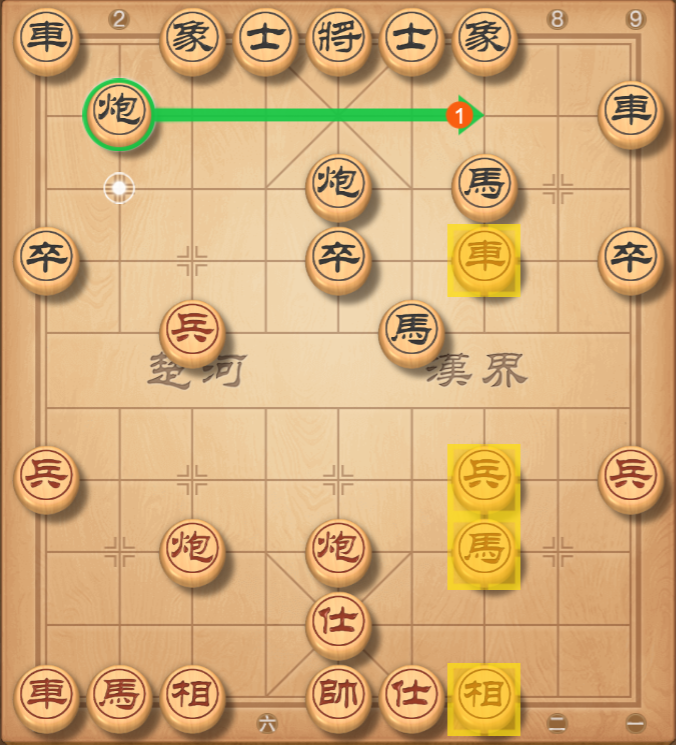 車 2 象 士 將 士 象 8 9
炮 1 車
炮 馬
卒 卒 車 卒
兵 馬
楚河 漢界
兵 兵 兵
炮 炮 馬
仕
車 馬 相 六 帥 仕 相 二 一